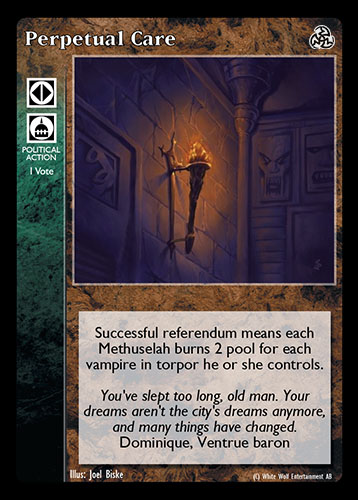 Perpetual Care
POLITICAL
ACTION
1 Vote
Successful referendum means each
Methuselah burns 2 pool for each
vampire in torpor he or she controls.
You've slept too long, old man. Your
dreams aren't the city's dreams anymore,
and many things have changed.
Dominique, Ventrue baron
Illus: Joel Biske
(C) White Wolf Entertainment AB